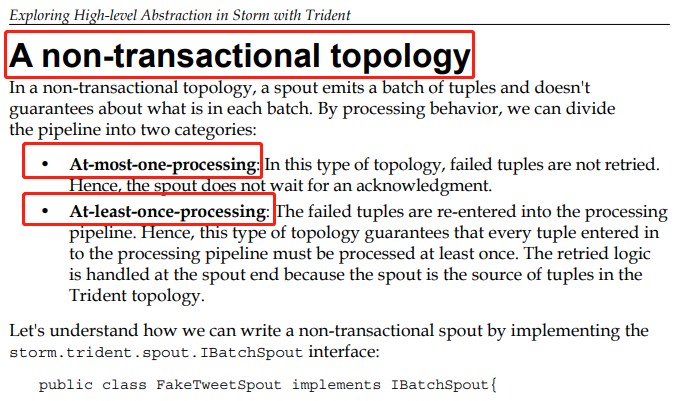 Exploring High-level Abstraction in Storm with Trident
A non-transactional topology
In a non-transactional topology, a spout emits a batch of tuples and doesn't
guarantees about what is in each batch. By processing behavior, we can divide
the pipeline into two categories:
• At-most-one-processing: In this type of topology, failed tuples are not retried.
Hence, the spout does not wait for an acknowledgment.
• At-least-once-processing: The failed tuples are re-entered into the processing
pipeline. Hence, this type of topology guarantees that every tuple entered in
to the processing pipeline must be processed at least once. The retried logic
is handled at the spout end because the spout is the source of tuples in the
Trident topology.
Let's understand how we can write a non-transactional spout by implementing the
storm.trident.spout.IBatchSpout interface:
public class FakeTweetSpout implements IBatchSpout{